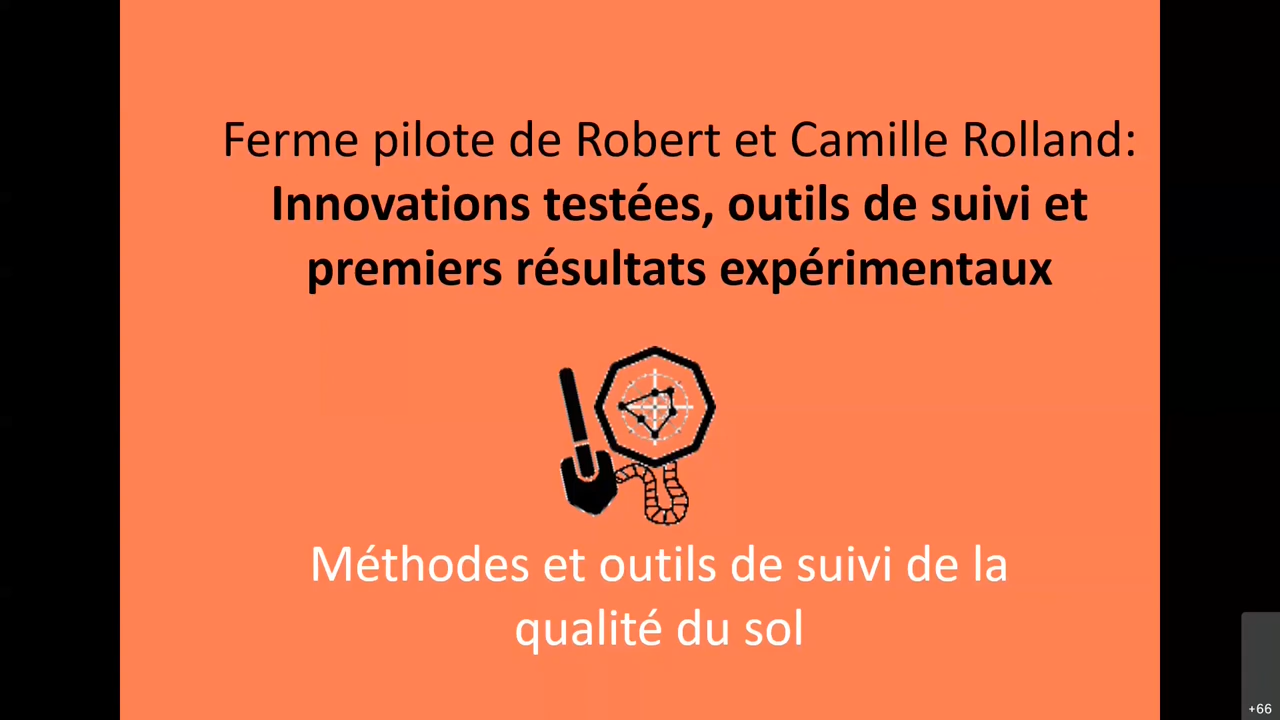 Ferme pilote de Robert et Camille Rolland:
Innovations testées, outils de suivi et
premiers résultats expérimentaux
Méthodes et outils de suivi de la
qualité du sol
+66